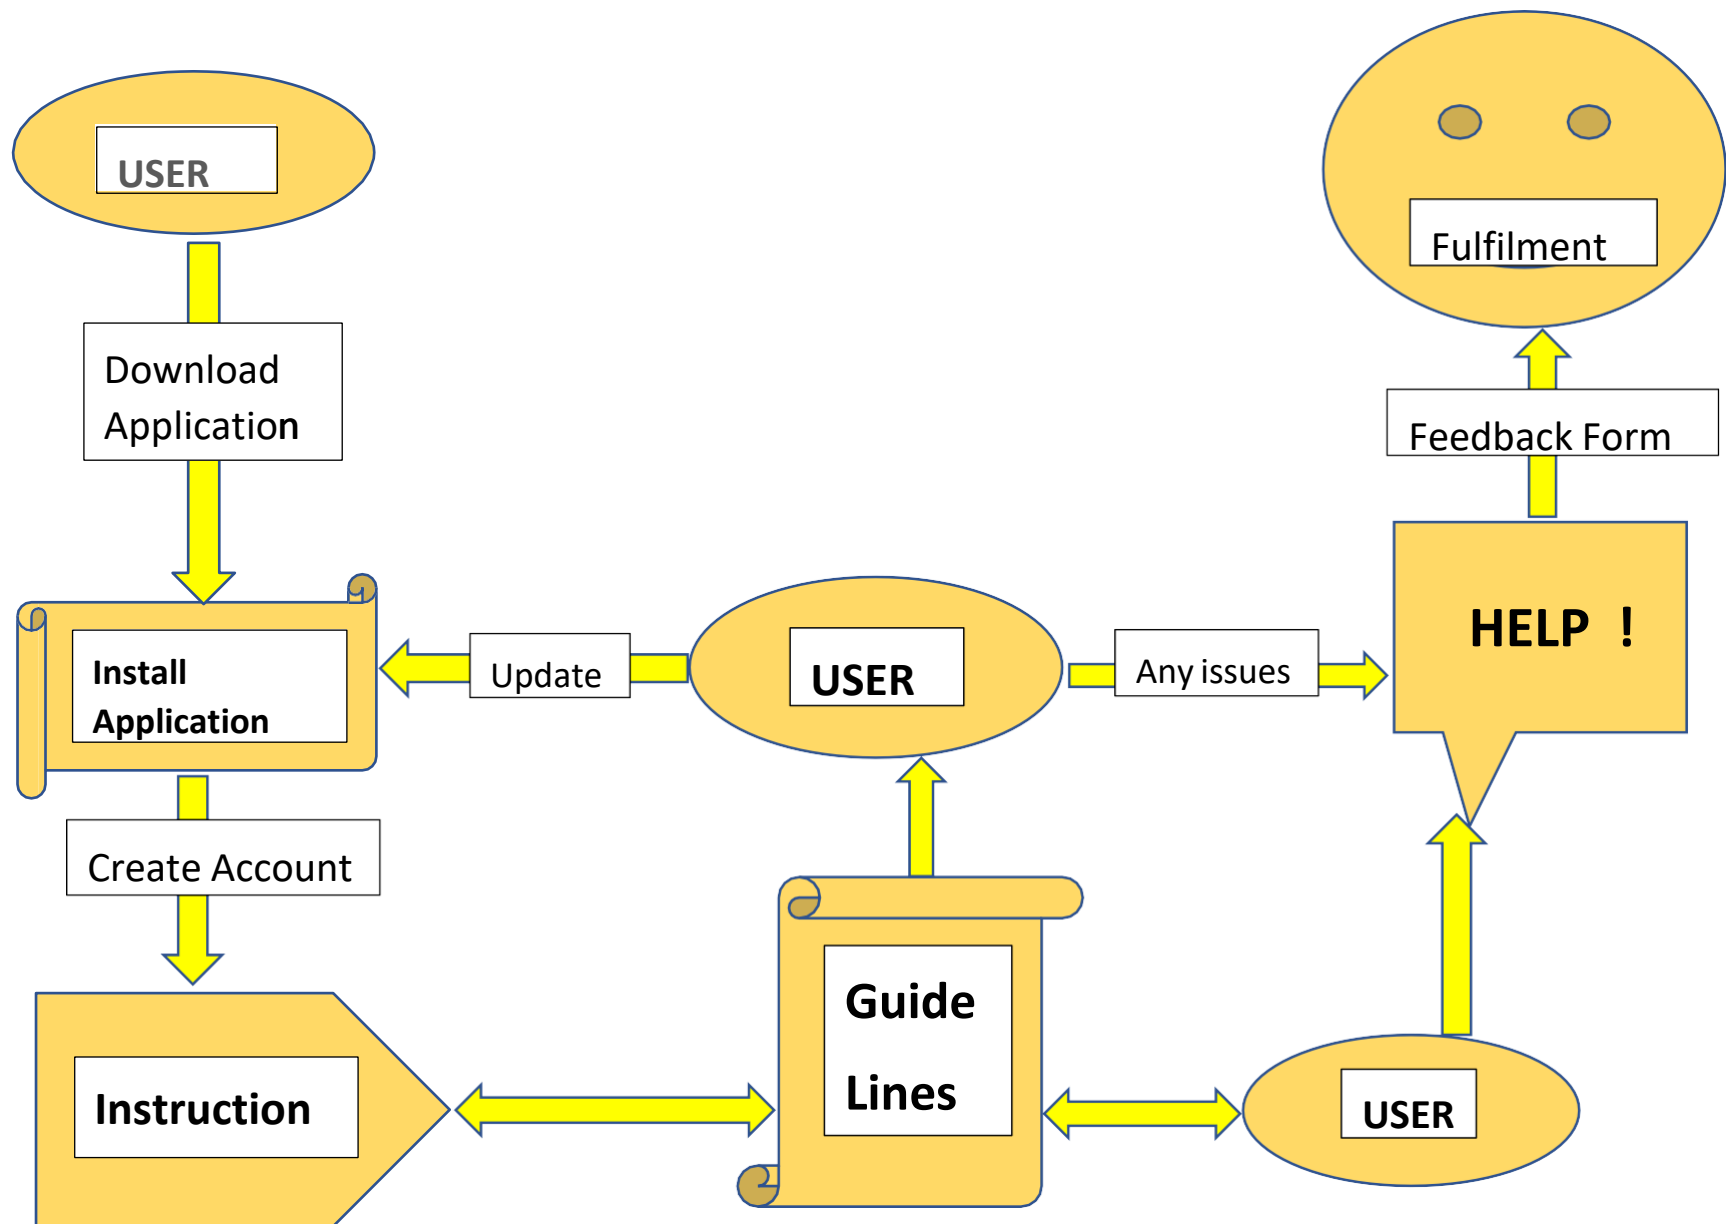 USER
Fulfilment
Download
Application
Feedback Form
HELP !
Install
Application
Update
USER
Any issues
Create Account
Guide
Lines
Instruction
USER